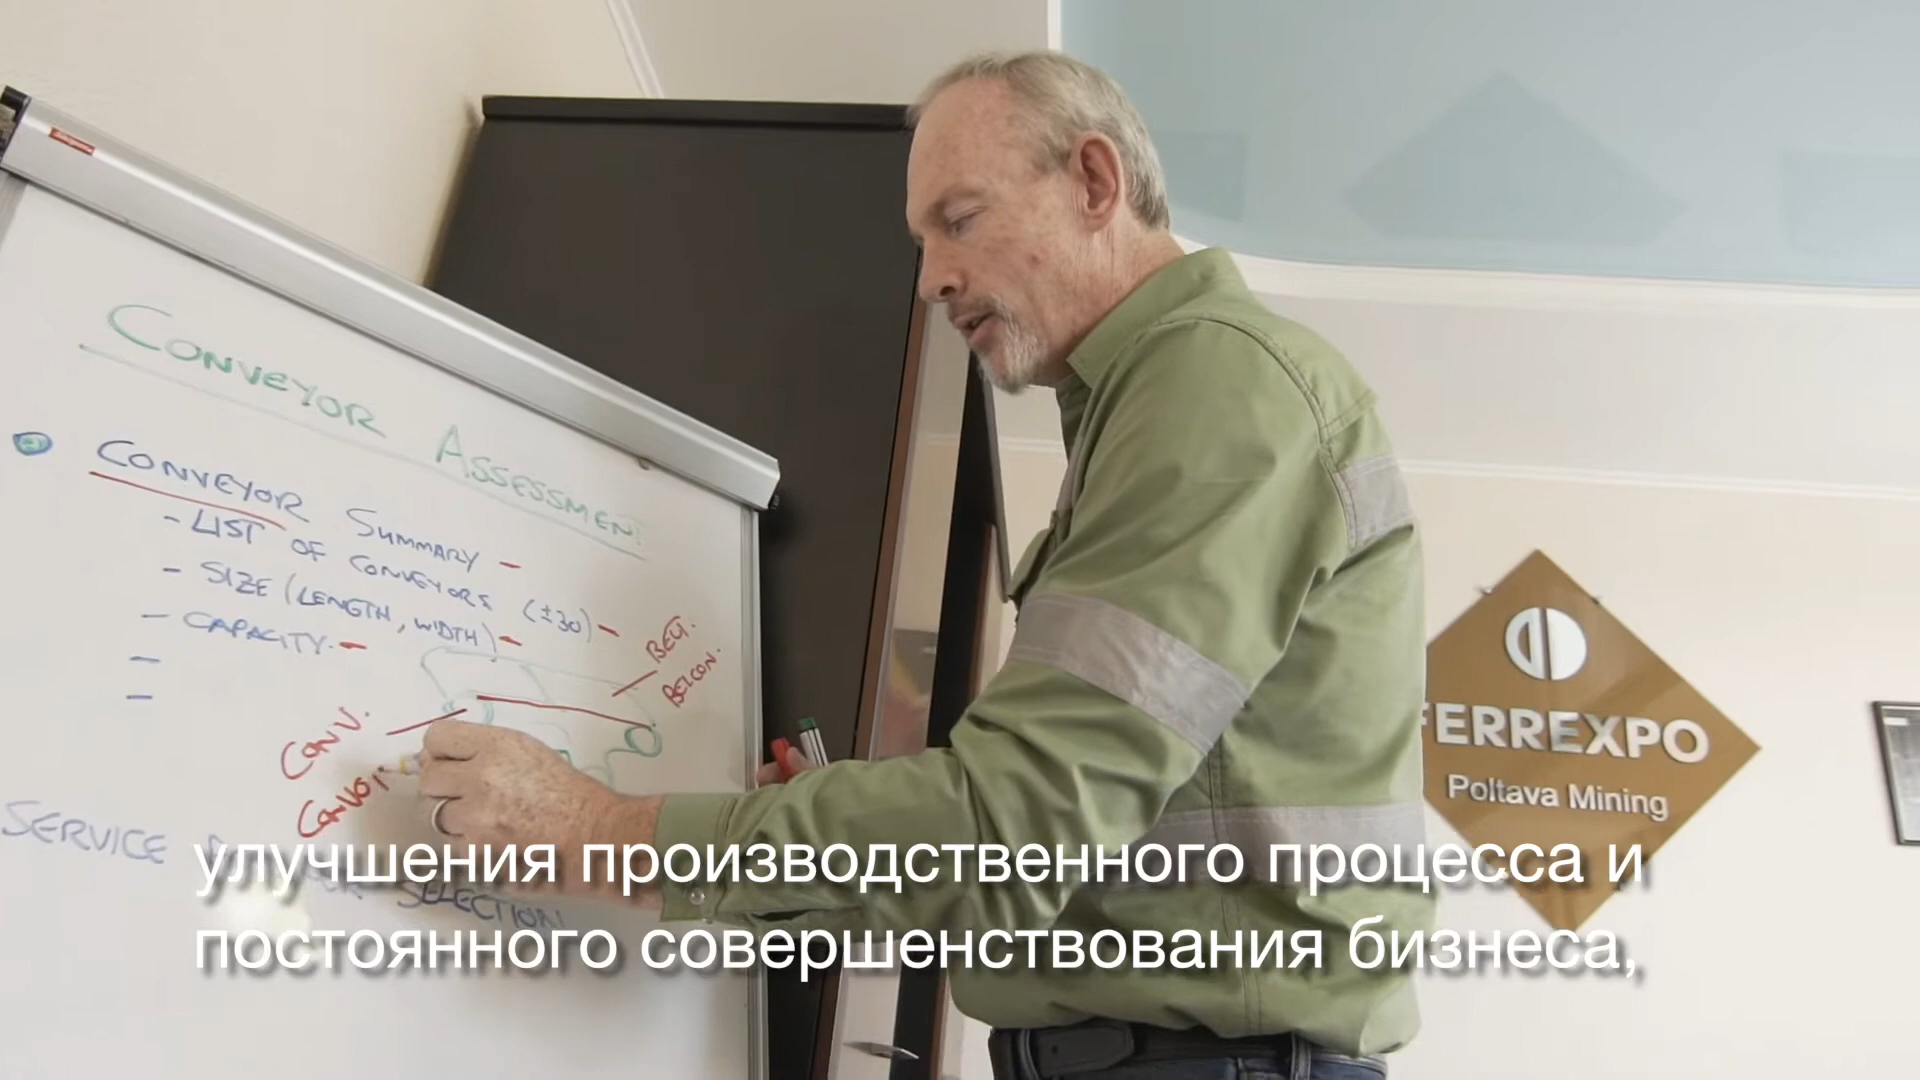 CONVEYOR ASSESSMENT
CONVEYOR SUMMARY -
- LIST OF CONVEYORS (±30) -
- SIZE (LENGTH, WIDTH) -
- CAPACITY. -
-
-
BELT.
BELCON.
CONV.
CONVOY
SERVICE
SELECTION
FERREXPO
Poltava Mining
улучшения производственного процесса и
постоянного совершенствования бизнеса,